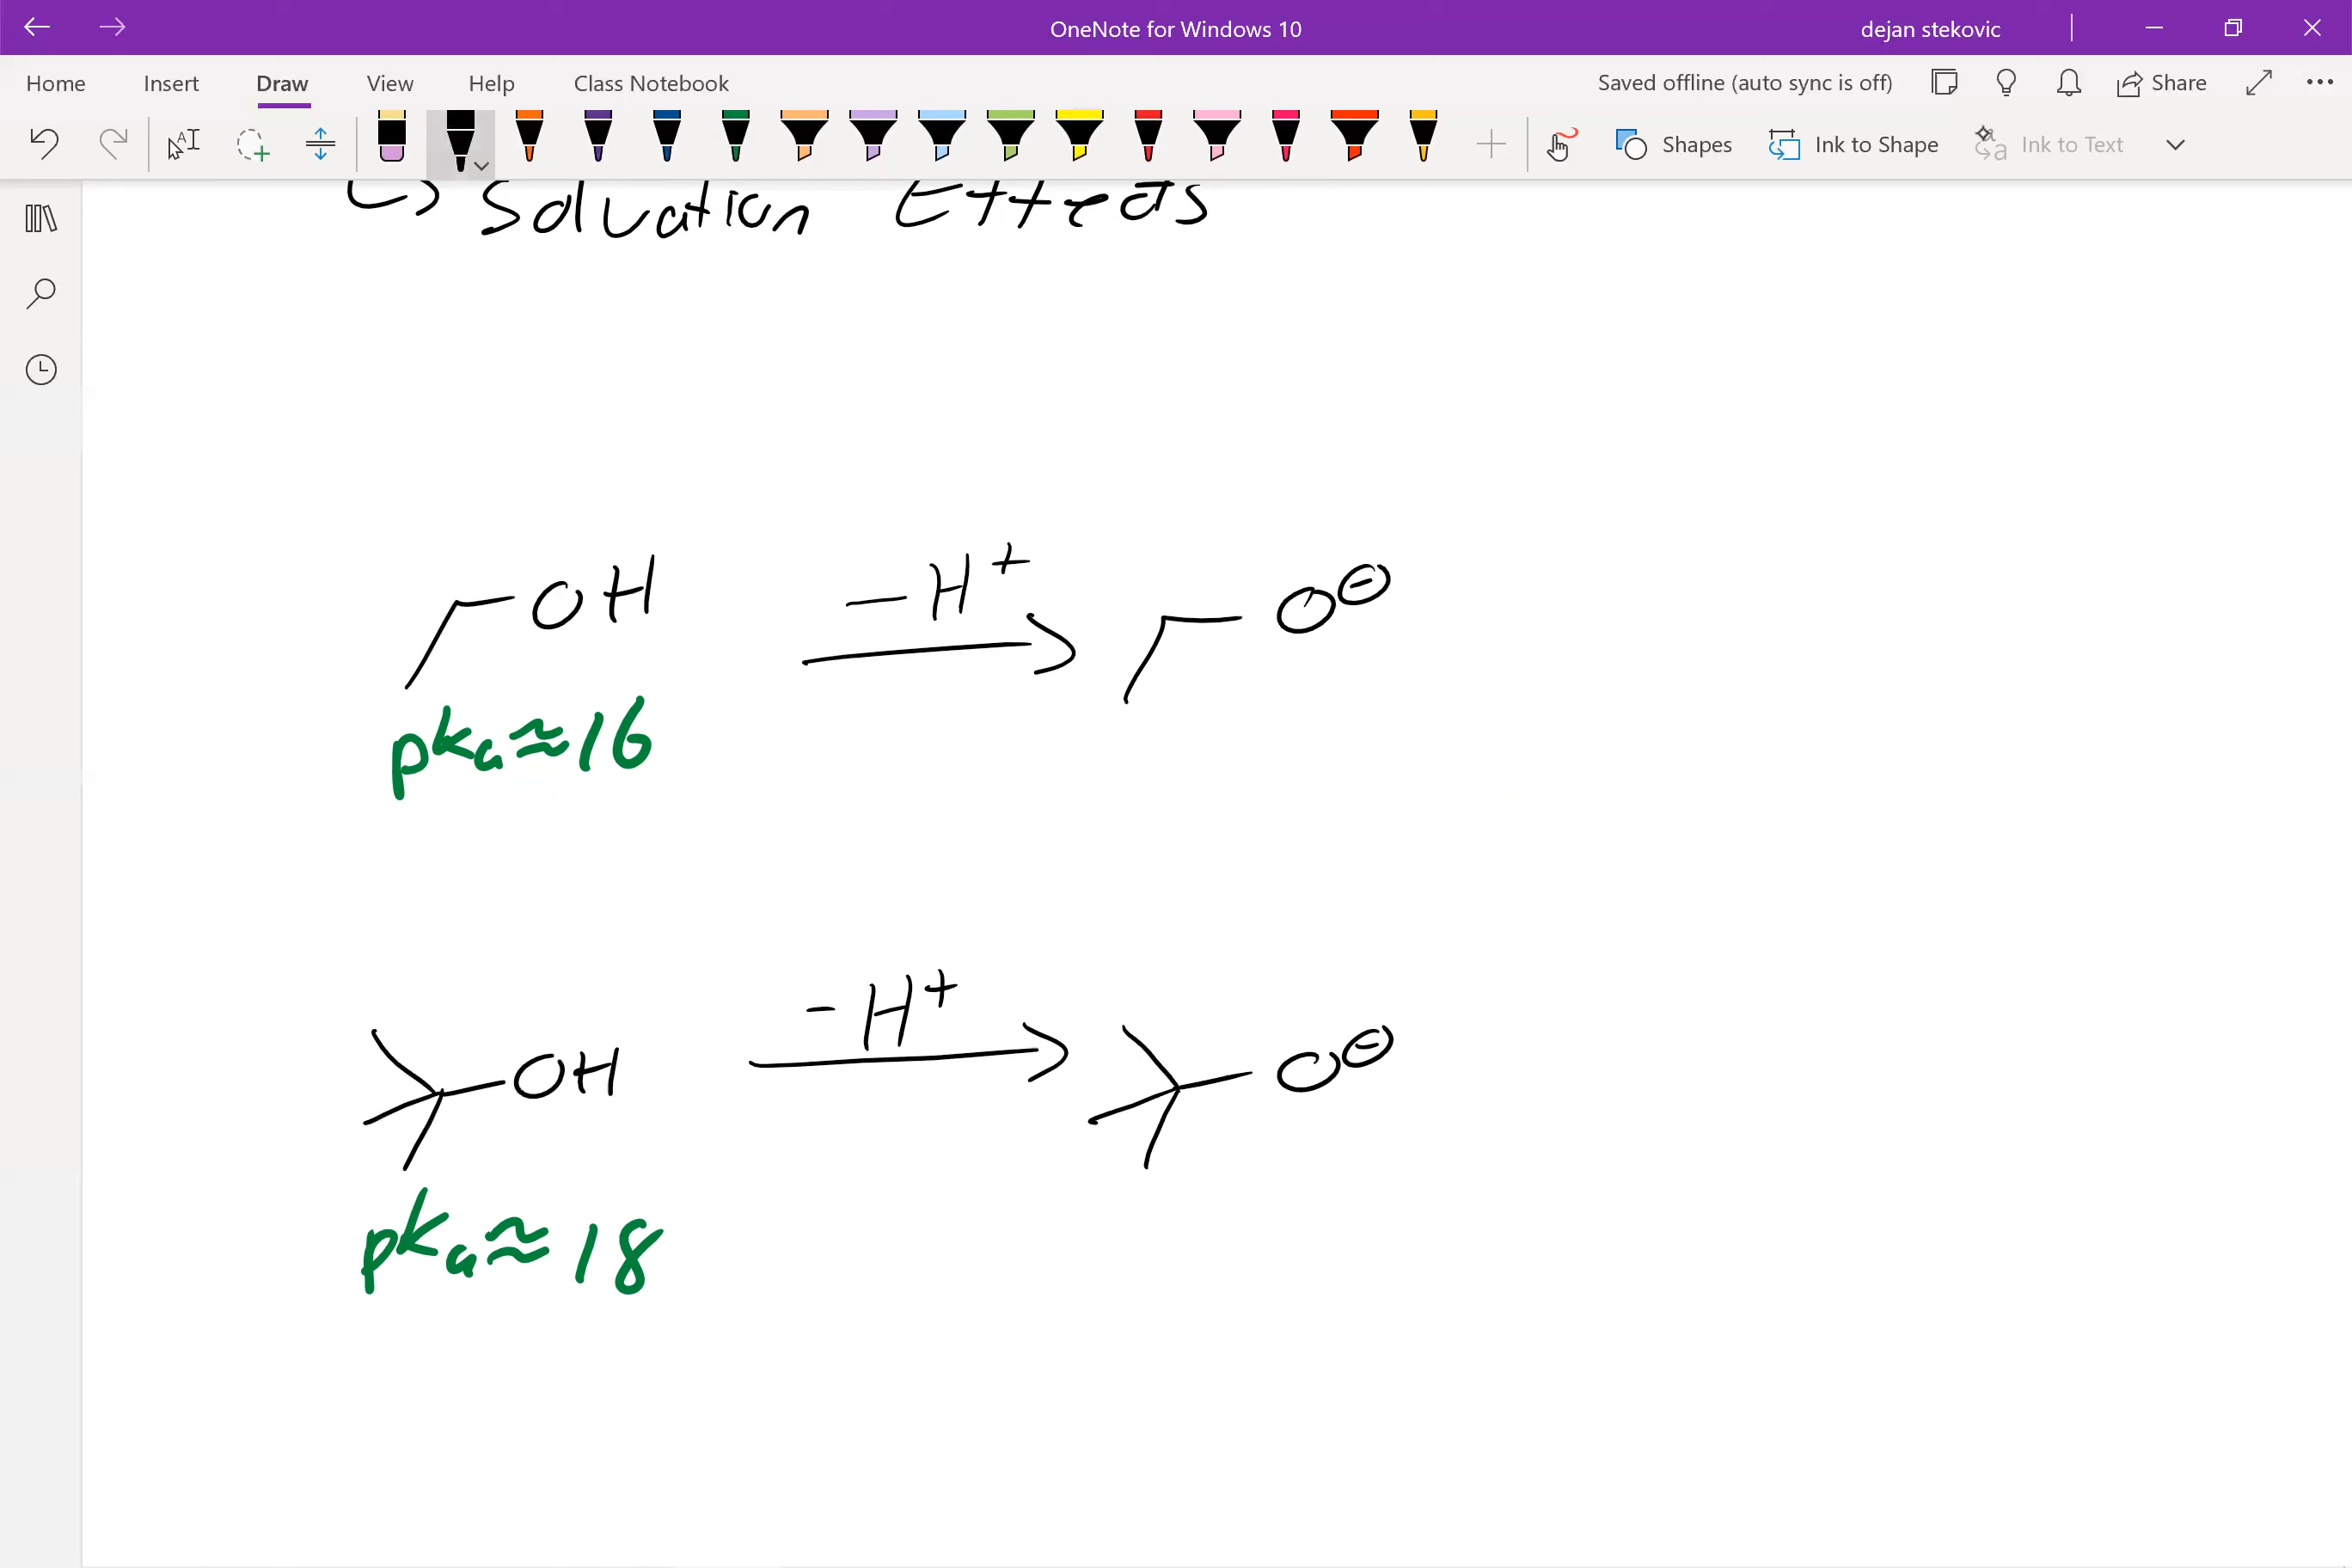 OneNote for Windows 10
dejan stekovic
Home Insert Draw View Help Class Notebook
Saved offline (auto sync is off) Share
Shapes Ink to Shape Ink to Text
Solvation Effects
OH -H+ O⊖
pka≈16
OH -H+ O⊖
pka≈18